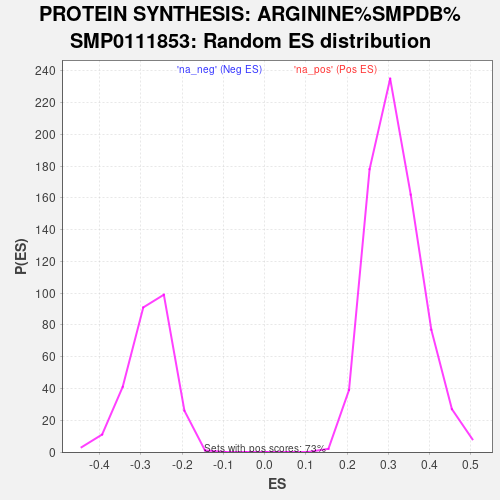 PROTEIN SYNTHESIS: ARGININE%SMPDB%
SMP0111853: Random ES distribution
'na_neg' (Neg ES) 'na_pos' (Pos ES)
240
220
200
180
160
140
120
100
80
60
40
20
0
P(ES)
Sets with pos scores: 73%
-0.4 -0.3 -0.2 -0.1 0.0 0.1 0.2 0.3 0.4 0.5
ES